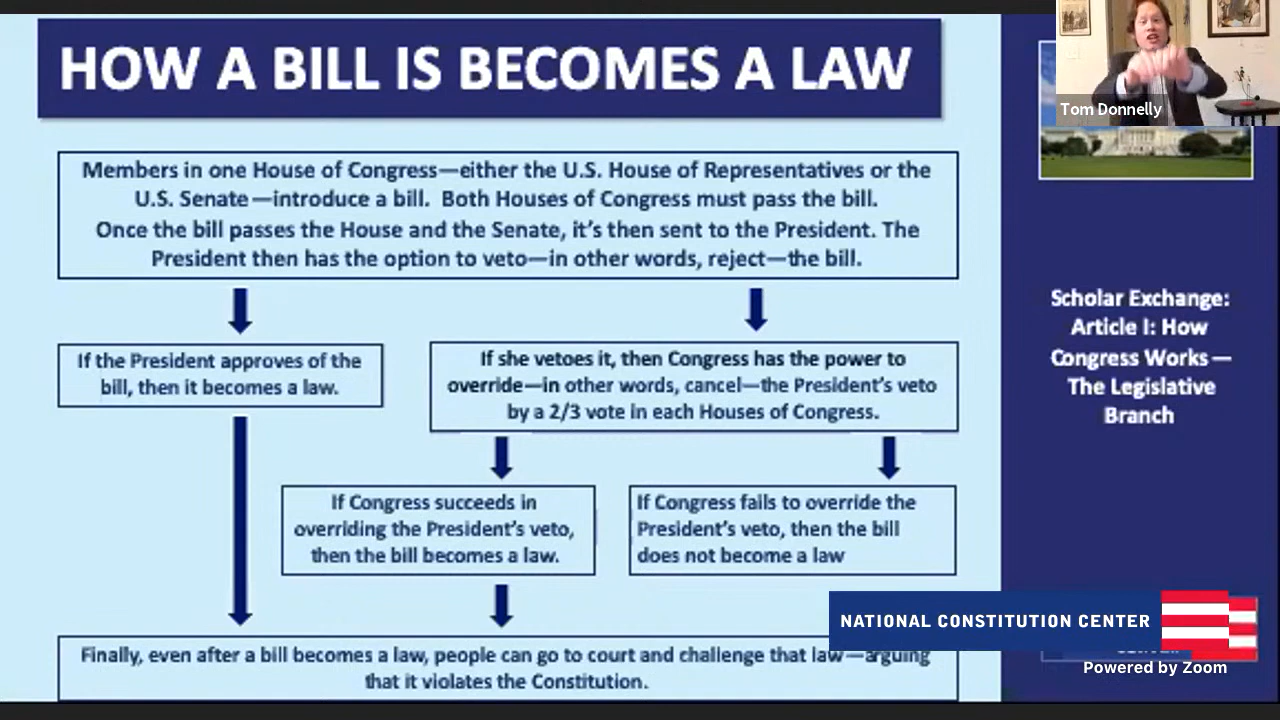 HOW A BILL IS BECOMES A LAW
Members in one House of Congress—either the U.S. House of Representatives or the
U.S. Senate—introduce a bill. Both Houses of Congress must pass the bill.
Once the bill passes the House and the Senate, it's then sent to the President. The
President then has the option to veto—in other words, reject—the bill.
If the President approves of the
bill, then it becomes a law.
If she vetoes it, then Congress has the power to
override—in other words, cancel—the President's veto
by a 2/3 vote in each Houses of Congress.
If Congress succeeds in
overriding the President's veto,
then the bill becomes a law.
If Congress fails to override the
President's veto, then the bill
does not become a law
Finally, even after a bill becomes a law, people can go to court and challenge that law—arguing
that it violates the Constitution.
Tom Donnelly
Scholar Exchange:
Article I: How
Congress Works—
The Legislative
Branch
NATIONAL CONSTITUTION CENTER
Powered by Zoom